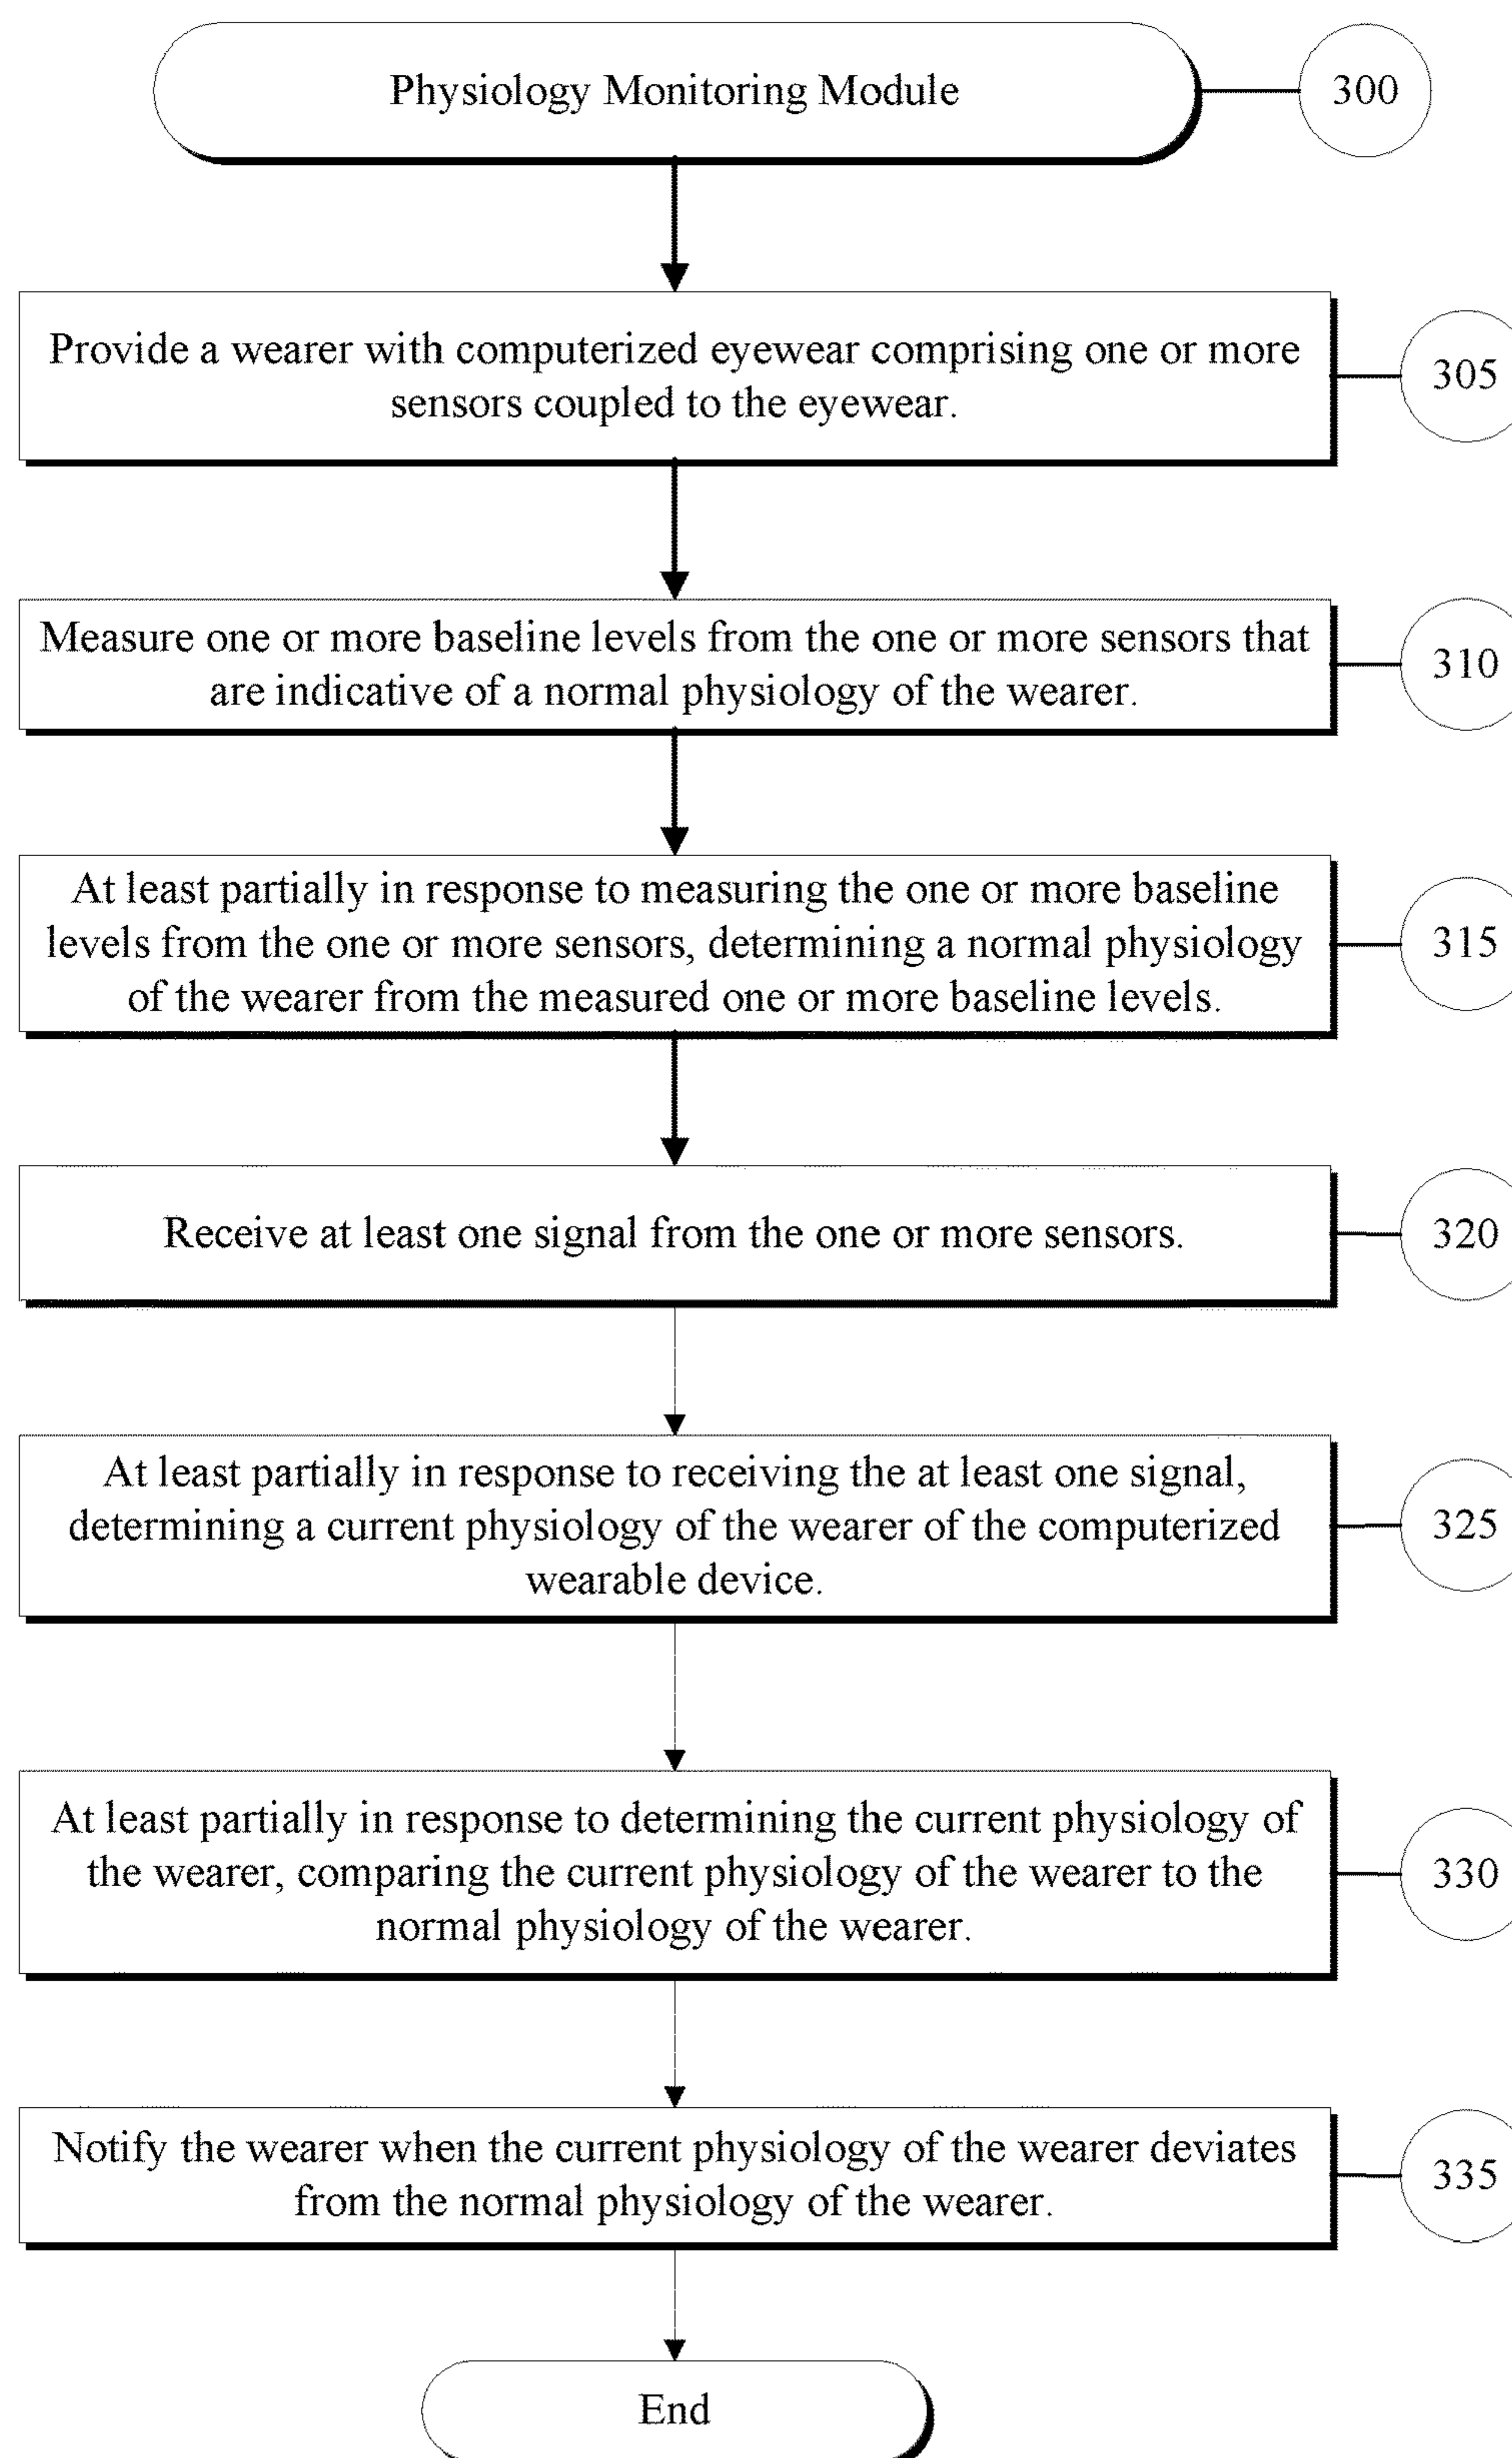 Physiology Monitoring Module
300
Provide a wearer with computerized eyewear comprising one or more
sensors coupled to the eyewear.
305
Measure one or more baseline levels from the one or more sensors that
are indicative of a normal physiology of the wearer.
310
At least partially in response to measuring the one or more baseline
levels from the one or more sensors, determining a normal physiology
of the wearer from the measured one or more baseline levels.
315
Receive at least one signal from the one or more sensors.
320
At least partially in response to receiving the at least one signal,
determining a current physiology of the wearer of the computerized
wearable device.
325
At least partially in response to determining the current physiology of
the wearer, comparing the current physiology of the wearer to the
normal physiology of the wearer.
330
Notify the wearer when the current physiology of the wearer deviates
from the normal physiology of the wearer.
335
End